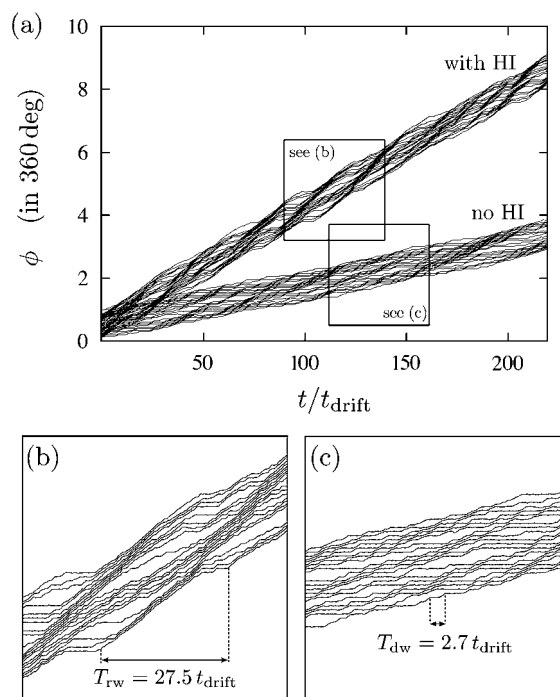 (a)
10
8
6
4
2
0
ϕ (in 360 deg)
with HI
see (b)
no HI
see (c)
50
100
150
200
t/t_drift
(b)
T_rw = 27.5 t_drift
(c)
T_dw = 2.7 t_drift